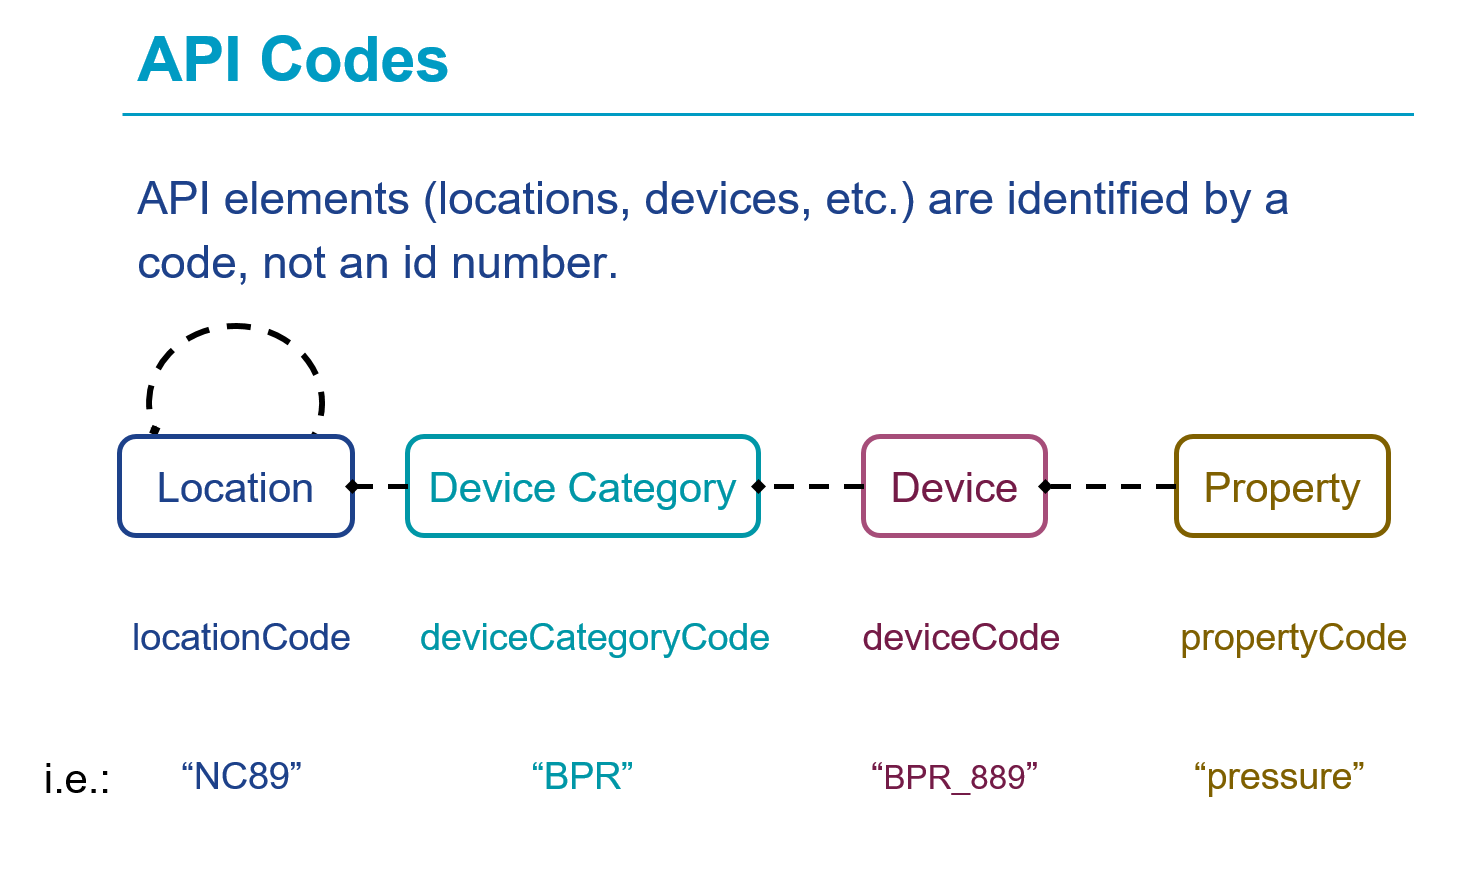 API Codes
API elements (locations, devices, etc.) are identified by a
code, not an id number.
Location Device Category Device Property
locationCode deviceCategoryCode deviceCode propertyCode
i.e.: “NC89” “BPR” “BPR_889” “pressure”